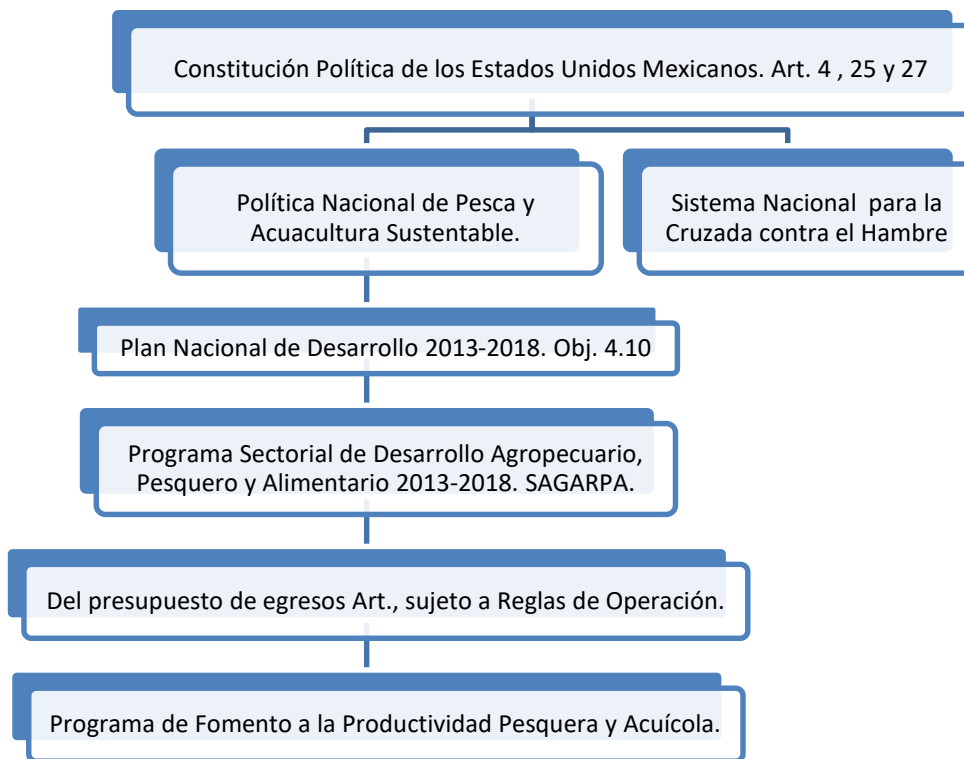 Constitución Política de los Estados Unidos Mexicanos. Art. 4 , 25 y 27
Política Nacional de Pesca y
Acuacultura Sustentable.
Sistema Nacional para la
Cruzada contra el Hambre
Plan Nacional de Desarrollo 2013-2018. Obj. 4.10
Programa Sectorial de Desarrollo Agropecuario,
Pesquero y Alimentario 2013-2018. SAGARPA.
Del presupuesto de egresos Art., sujeto a Reglas de Operación.
Programa de Fomento a la Productividad Pesquera y Acuícola.